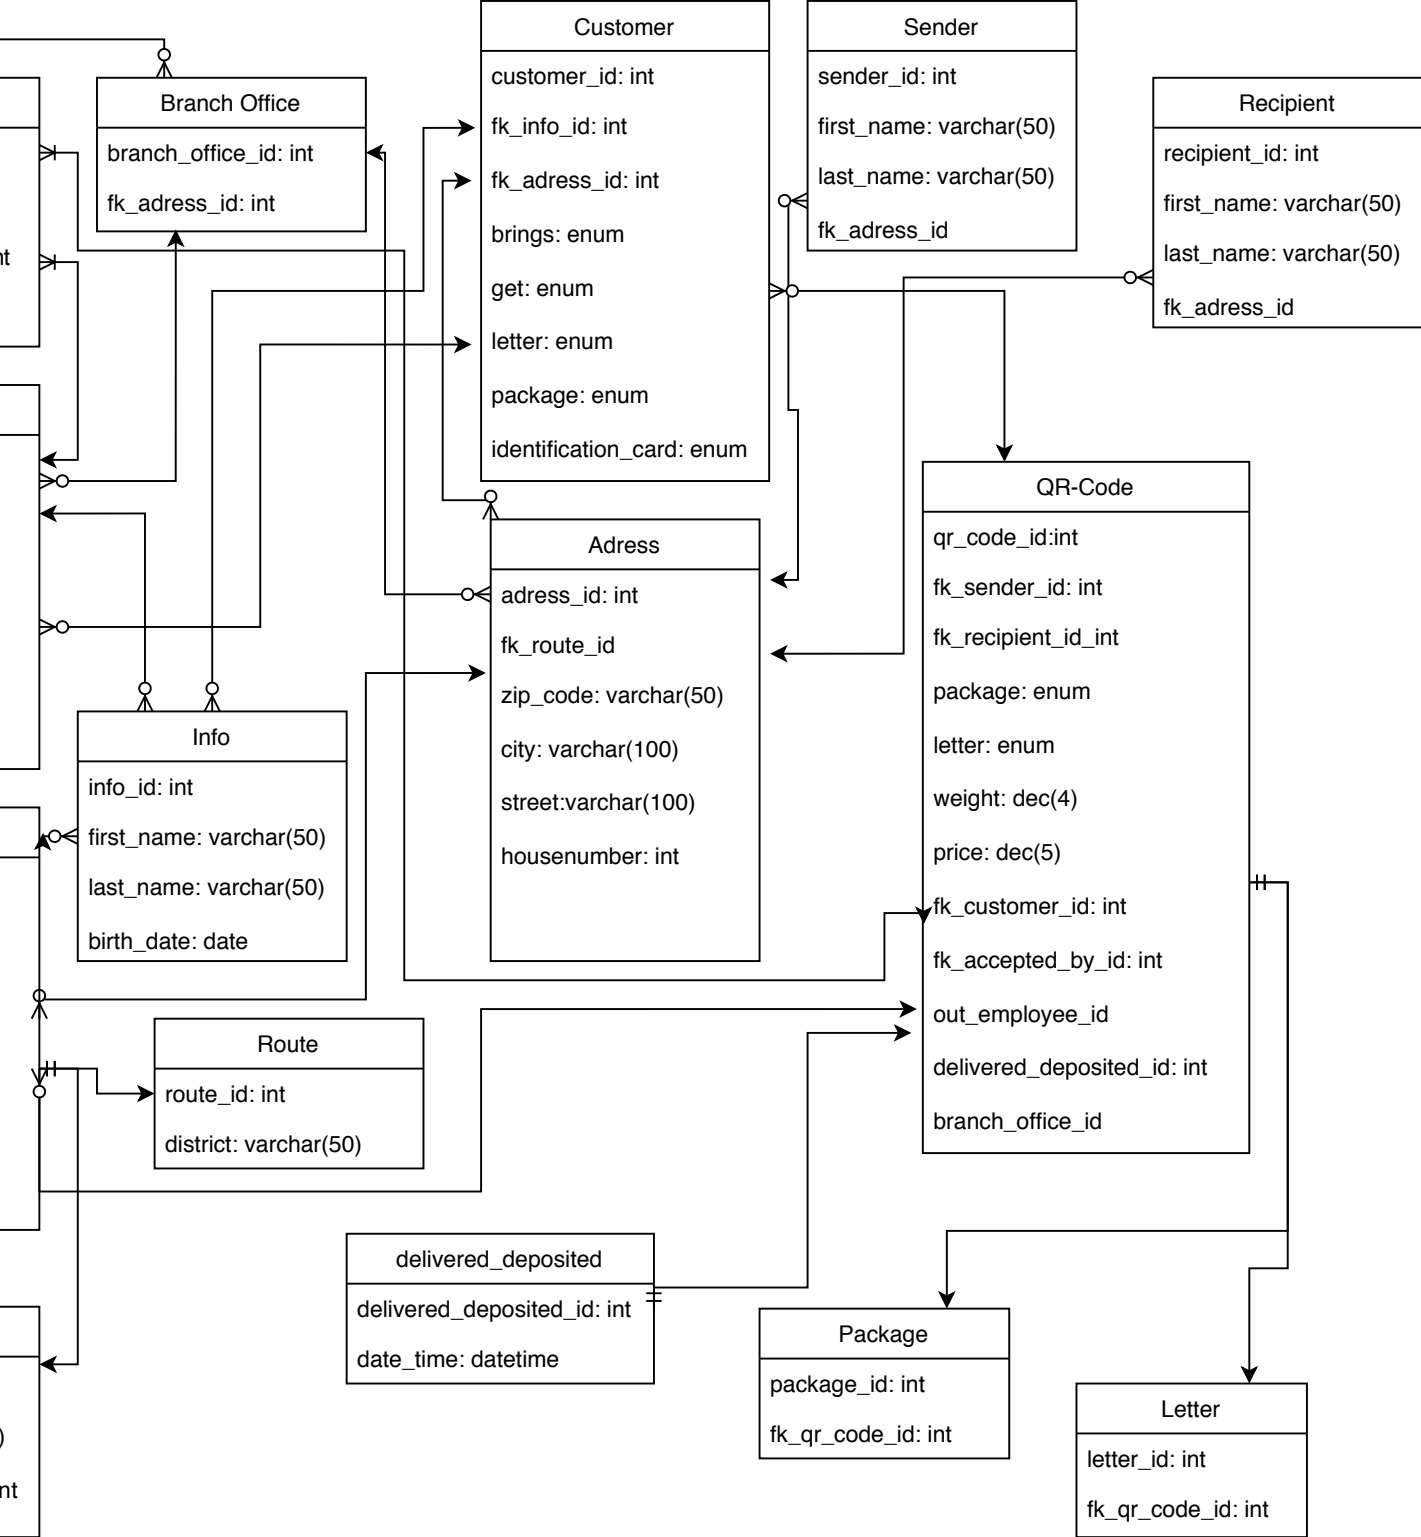 Customer
customer_id: int
fk_info_id: int
fk_adress_id: int
brings: enum
get: enum
letter: enum
package: enum
identification_card: enum
Sender
sender_id: int
first_name: varchar(50)
last_name: varchar(50)
fk_adress_id
Recipient
recipient_id: int
first_name: varchar(50)
last_name: varchar(50)
fk_adress_id
Branch Office
branch_office_id: int
fk_adress_id: int
Adress
adress_id: int
fk_route_id
zip_code: varchar(50)
city: varchar(100)
street:varchar(100)
housenumber: int
QR-Code
qr_code_id:int
fk_sender_id: int
fk_recipient_id_int
package: enum
letter: enum
weight: dec(4)
price: dec(5)
fk_customer_id: int
fk_accepted_by_id: int
out_employee_id
delivered_deposited_id: int
branch_office_id
Info
info_id: int
first_name: varchar(50)
last_name: varchar(50)
birth_date: date
Route
route_id: int
district: varchar(50)
delivered_deposited
delivered_deposited_id: int
date_time: datetime
Package
package_id: int
fk_qr_code_id: int
Letter
letter_id: int
fk_qr_code_id: int